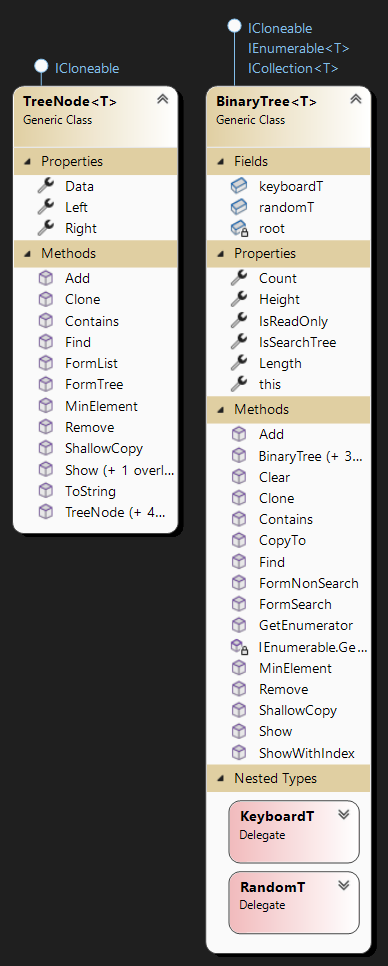 ICloneable
TreeNode<T>
Generic Class
Properties
Data
Left
Right
Methods
Add
Clone
Contains
Find
FormList
FormTree
MinElement
Remove
ShallowCopy
Show (+ 1 overl...
ToString
TreeNode (+ 4...
ICloneable
IEnumerable<T>
ICollection<T>
BinaryTree<T>
Generic Class
Fields
keyboardT
randomT
root
Properties
Count
Height
IsReadOnly
IsSearchTree
Length
this
Methods
Add
BinaryTree (+ 3...
Clear
Clone
Contains
CopyTo
Find
FormNonSearch
FormSearch
GetEnumerator
IEnumerable.Ge...
MinElement
Remove
ShallowCopy
Show
ShowWithIndex
Nested Types
KeyboardT
Delegate
RandomT
Delegate